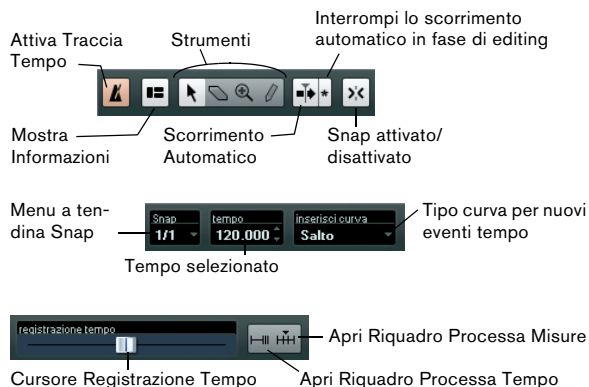 Interrompi lo scorrimento
automatico in fase di editing
Attiva Traccia
Tempo
Strumenti
*
Mostra
Informazioni
Scorrimento
Automatico
Snap attivato/
disattivato
Menu a ten-
dina Snap
Snap
1/1
tempo
120.000
inserisci curva
Salto
Tipo curva per nuovi
eventi tempo
Tempo selezionato
registrazione tempo
Apri Riquadro Processa Misure
Cursore Registrazione Tempo
Apri Riquadro Processa Tempo